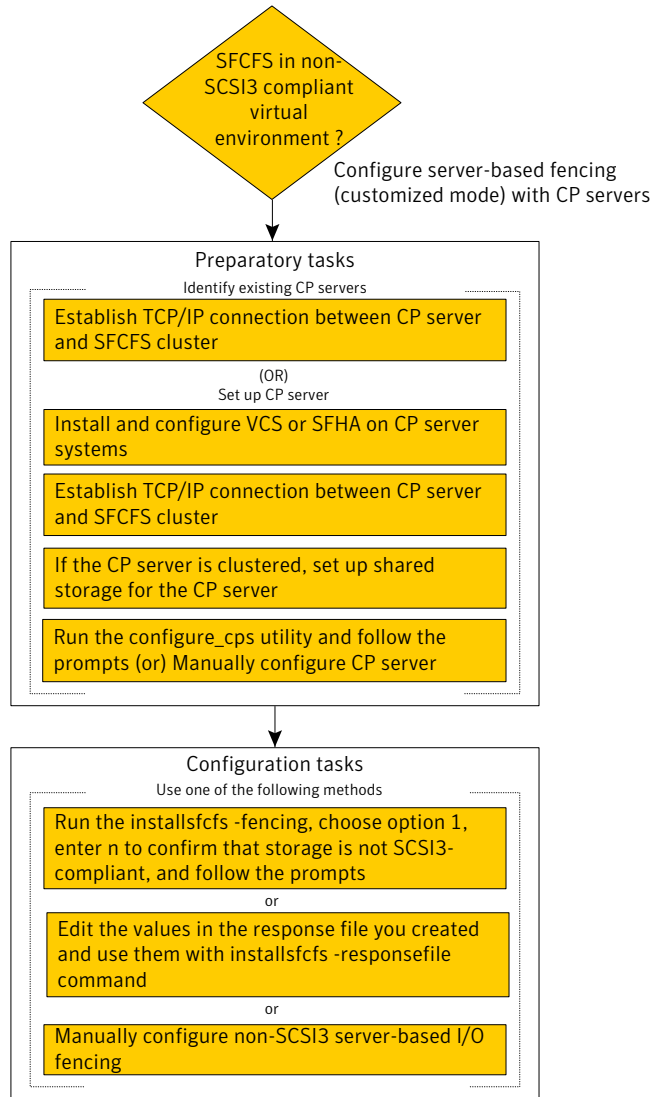 SFCFS in non-
SCSI3 compliant
virtual
environment ?
Configure server-based fencing
(customized mode) with CP servers
Preparatory tasks
Identify existing CP servers
Establish TCP/IP connection between CP server
and SFCFS cluster
(OR)
Set up CP server
Install and configure VCS or SFHA on CP server
systems
Establish TCP/IP connection between CP server
and SFCFS cluster
If the CP server is clustered, set up shared
storage for the CP server
Run the configure_cps utility and follow the
prompts (or) Manually configure CP server
Configuration tasks
Use one of the following methods
Run the installsfcfs -fencing, choose option 1,
enter n to confirm that storage is not SCSI3-
compliant, and follow the prompts
or
Edit the values in the response file you created
and use them with installsfcfs -responsefile
command
or
Manually configure non-SCSI3 server-based I/O
fencing